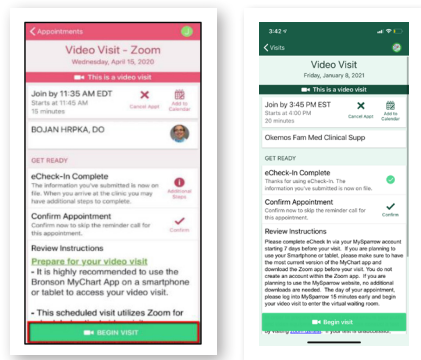 Appointments
Video Visit - Zoom
Wednesday, April 15, 2020
This is a video visit
Join by 11:35 AM EDT
Starts at 11:45 AM
15 minutes
Cancel Appt
Add to
Calendar
BOJAN HRPKA, DO
GET READY
eCheck-In Complete
The information you've submitted is now on
file. When you arrive at the clinic you may
have additional steps to complete.
Additional
Steps
Confirm Appointment
Confirm now to skip the reminder call for
this appointment.
Confirm
Review Instructions
Prepare for your video visit
- It is highly recommended to use the
Bronson MyChart App on a smartphone
or tablet to access your video visit.
- This scheduled visit utilizes Zoom for
BEGIN VISIT
3:42
Visits
Video Visit
Friday, January 8, 2021
This is a video visit
Join by 3:45 PM EST
Starts at 4:00 PM
20 minutes
Cancel Appt
Add to
Calendar
Okemos Fam Med Clinical Supp
GET READY
eCheck-In Complete
Thanks for using eCheck-In. The
information you've submitted is now on file.
Confirm Appointment
Confirm now to skip the reminder call for
this appointment.
Confirm
Review Instructions
Please complete eCheck In via your MySparrow account
starting 7 days before your visit. If you are planning to
use your Smartphone or tablet, please make sure to have
the most current version of the MyChart app and
download the Zoom app before your visit. You do not
create an account within the Zoom app. If you are
planning to use the MySparrow website, no additional
downloads are needed. The day of your appointment,
please log into MySparrow 15 minutes early and begin
your video visit to enter the virtual waiting room.
Begin visit